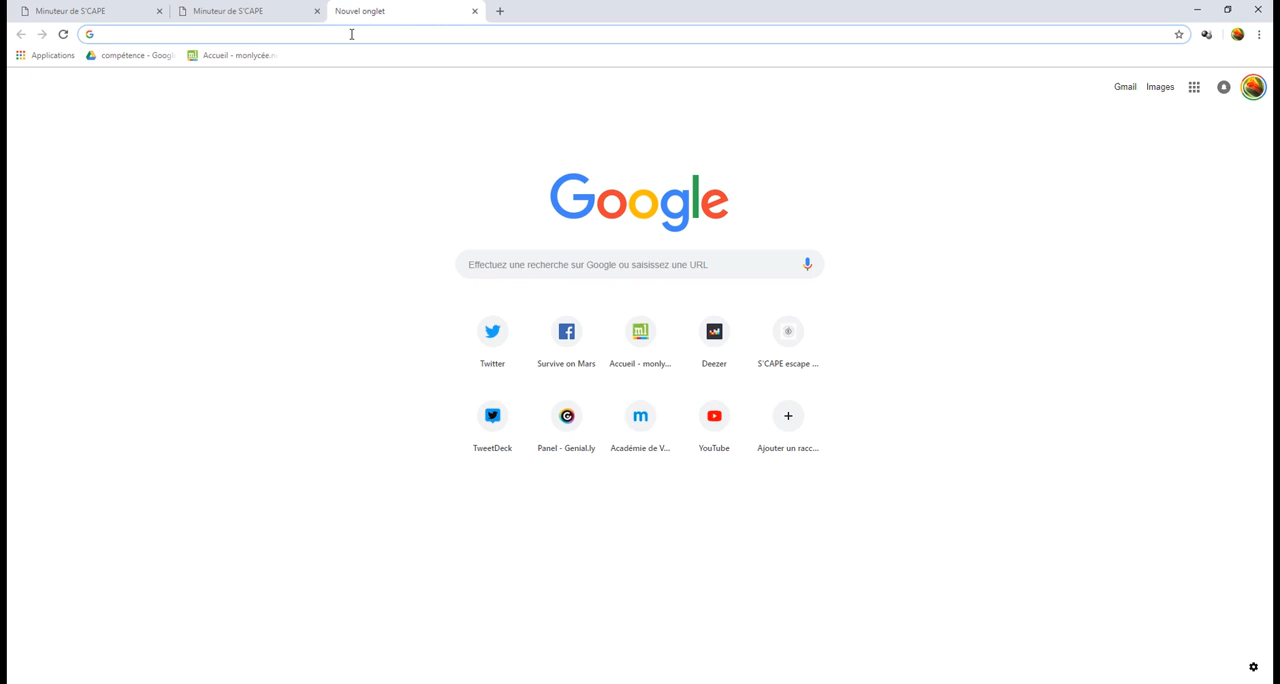 Minuteur de S'CAPE
Minuteur de S'CAPE
Nouvel onglet
Applications
compétence - Googl
Accueil - monlycée.n
Gmail
Images
Google
Effectuez une recherche sur Google ou saisissez une URL
Twitter
Survive on Mars
Accueil - monly...
Deezer
S'CAPE escape ...
TweetDeck
Panel - Genial.ly
Académie de V...
YouTube
Ajouter un racc...